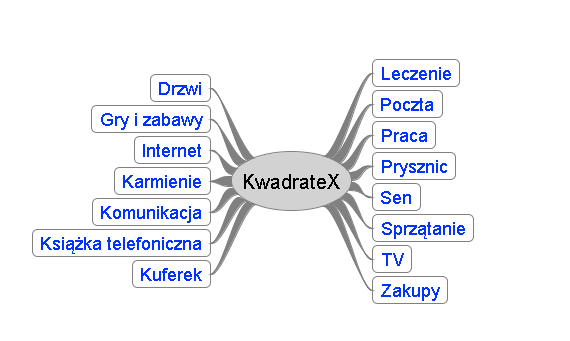 Drzwi
Gry i zabawy
Internet
Karmienie
Komunikacja
Książka telefoniczna
Kuferek
KwadrateX
Leczenie
Poczta
Praca
Prysznic
Sen
Sprzątanie
TV
Zakupy